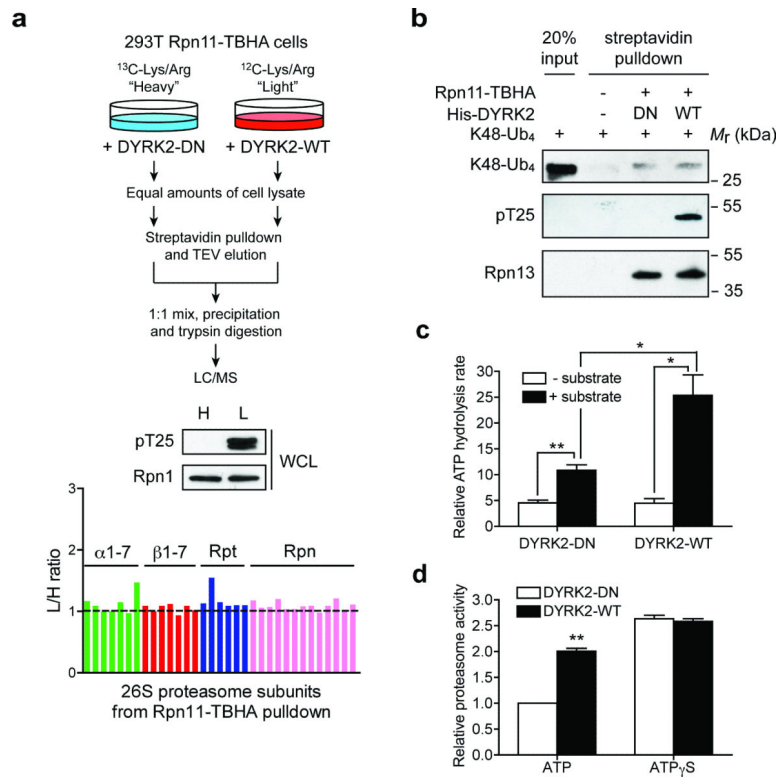 a
293T Rpn11-TBHA cells
¹³C-Lys/Arg
"Heavy"
¹²C-Lys/Arg
"Light"
+ DYRK2-DN
+ DYRK2-WT
Equal amounts of cell lysate
Streptavidin pulldown
and TEV elution
1:1 mix, precipitation
and trypsin digestion
LC/MS
H L
pT25
Rpn1
WCL
3
2
1
0
L/H ratio
α1-7 β1-7 Rpt Rpn
26S proteasome subunits
from Rpn11-TBHA pulldown
b
20%
input
streptavidin
pulldown
Rpn11-TBHA - + +
His-DYRK2 - DN WT
K48-Ub₄ + + + + Mr (kDa)
K48-Ub₄
- 25
pT25
- 55
Rpn13
- 55
- 35
c
Relative ATP hydrolysis rate
30
25
20
15
10
5
0
- substrate
+ substrate
*
*
**
DYRK2-DN DYRK2-WT
d
Relative proteasome activity
3.0
2.5
2.0
1.5
1.0
0.5
0.0
DYRK2-DN
DYRK2-WT
**
ATP ATPγS